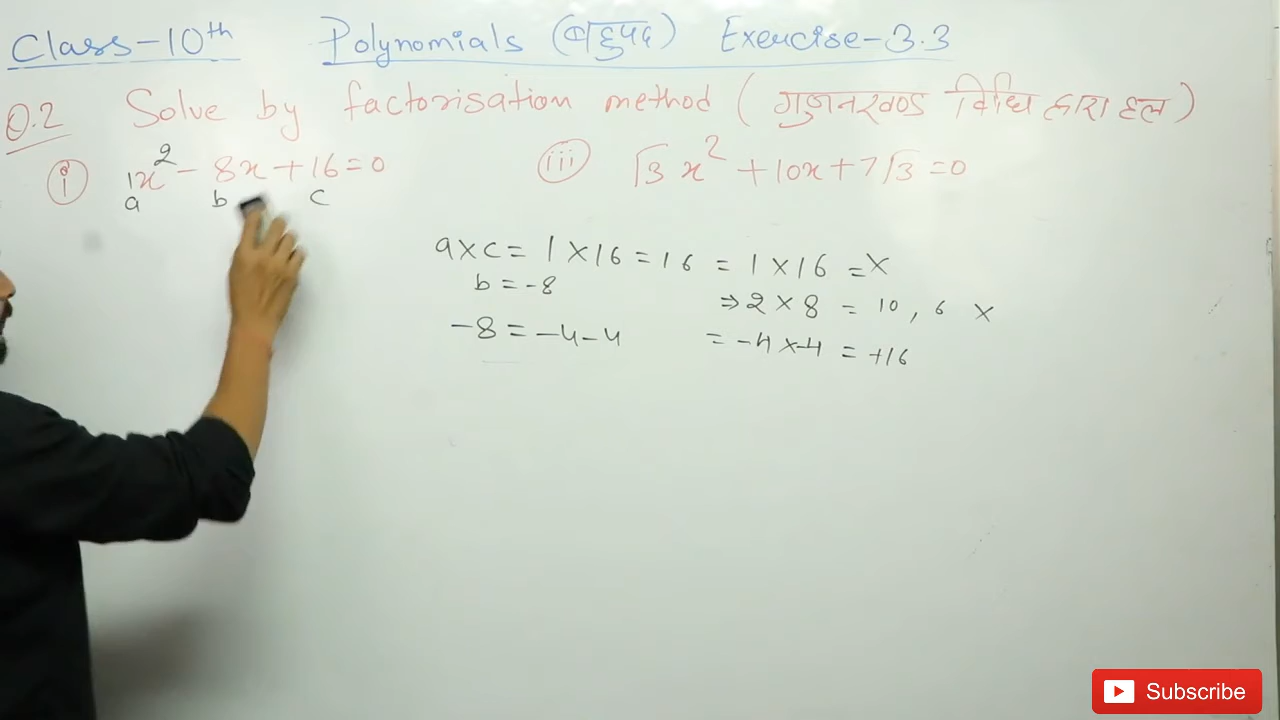 Class-10th Polynomials (बहुपद) Exercise-3.3
Q.2 Solve by factorisation method (गुणनखण्ड विधि द्वारा हल)
(i) 1x² - 8x + 16 = 0 (iii) √3 x² + 10x + 7√3 = 0
a b c
a×c = 1×16 = 16 = 1×16 = ×
b = -8 ⇒ 2×8 = 10, 6 ×
-8 = -4-4 = -4×-4 = +16
Subscribe